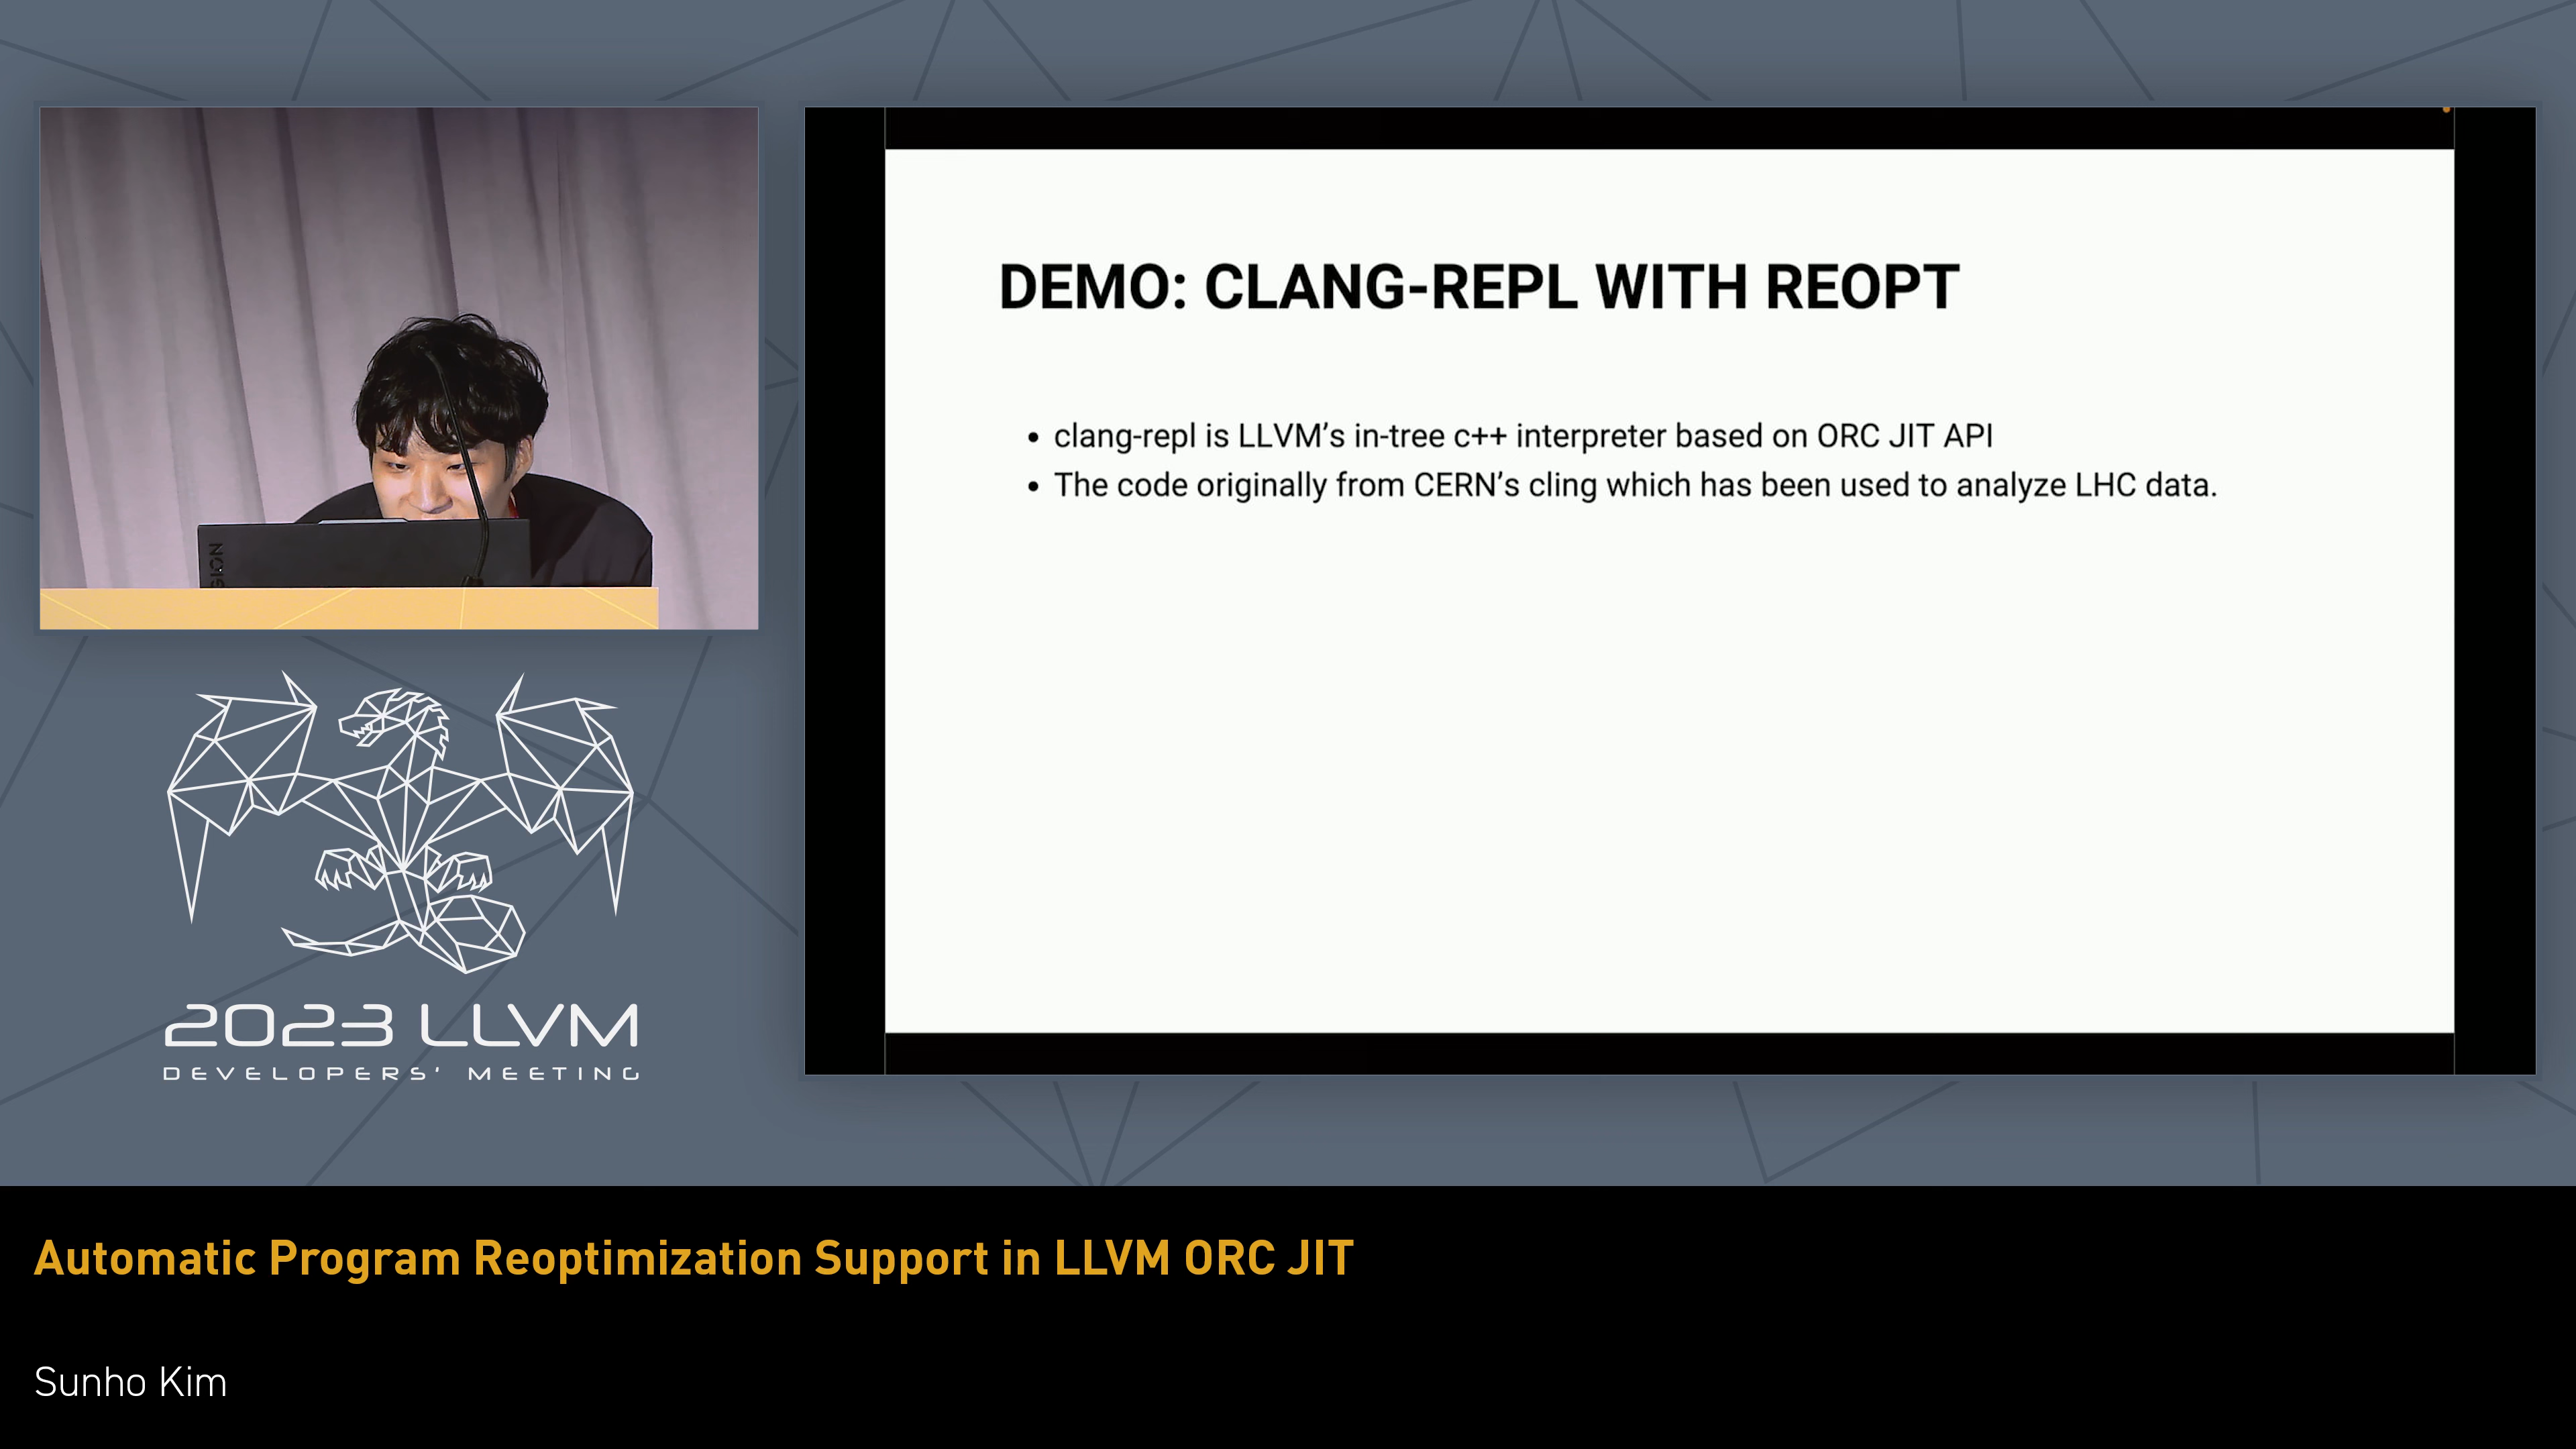 DEMO: CLANG-REPL WITH REOPT
• clang-repl is LLVM’s in-tree c++ interpreter based on ORC JIT API
• The code originally from CERN’s cling which has been used to analyze LHC data.
GION
2023 LLVM
DEVELOPERS' MEETING
Automatic Program Reoptimization Support in LLVM ORC JIT
Sunho Kim